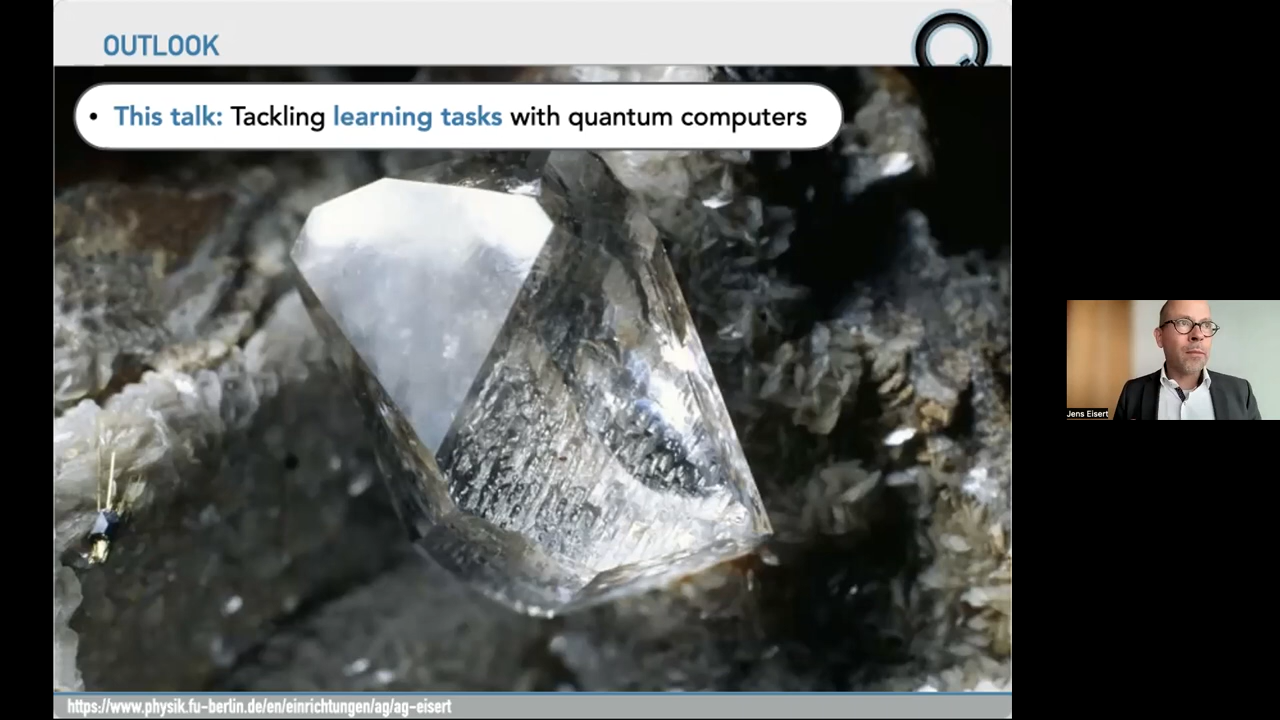 OUTLOOK
• This talk: Tackling learning tasks with quantum computers
Jens Eisert
https://www.physik.fu-berlin.de/en/einrichtungen/ag/ag-eisert